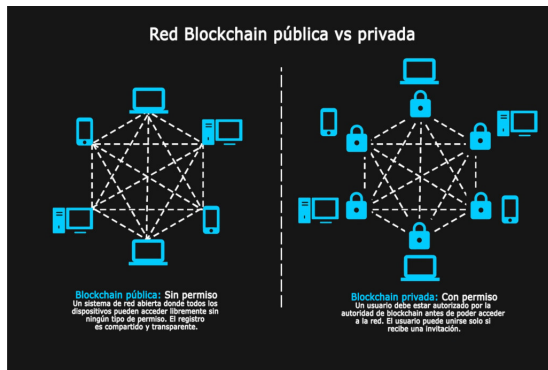 Red Blockchain pública vs privada
Blockchain pública: Sin permiso
Un sistema de red abierta donde todos los
dispositivos pueden acceder libremente sin
ningún tipo de permiso. El registro
es compartido y transparente.
Blockchain privada: Con permiso
Un usuario debe estar autorizado por la
autoridad de blockchain antes de poder acceder
a la red. El usuario puede unirse solo si
recibe una invitación.